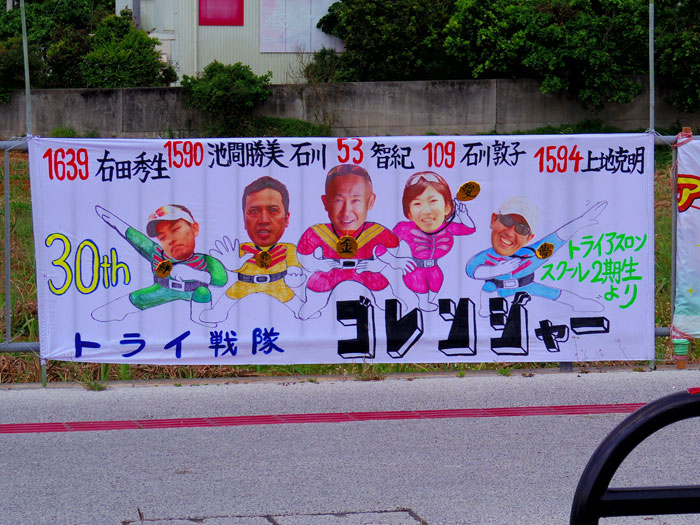 1639 右田秀生 1590 池間勝美 石川 53 智紀 109 石川敦子 1594 上地克明
30th
トライアスロン
スクール2期生
より
トライ戦隊 ゴレンジャー